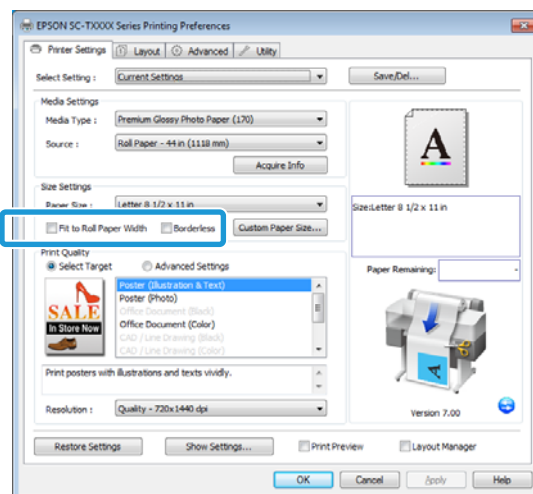 EPSON SC-TXXXX Series Printing Preferences
Printer Settings Layout Advanced Utility
Select Setting : Current Settings Save/Del...
Media Settings
Media Type : Premium Glossy Photo Paper (170)
Source : Roll Paper - 44 in (1118 mm)
Acquire Info
A
Size Settings
Paper Size : Letter 8 1/2 x 11 in
Size:Letter 8 1/2 x 11 in
Fit to Roll Paper Width Borderless Custom Paper Size...
Print Quality
Select Target Advanced Settings
Paper Remaining: -
SALE
In Store Now
Poster (Illustration & Text)
Poster (Photo)
Office Document (Black)
Office Document (Color)
CAD / Line Drawing (Black)
CAD / Line Drawing (Color)
A
Print posters with illustrations and texts vividly.
Resolution : Quality - 720x1440 dpi
Version 7.00
Restore Settings Show Settings... Print Preview Layout Manager
OK Cancel Apply Help